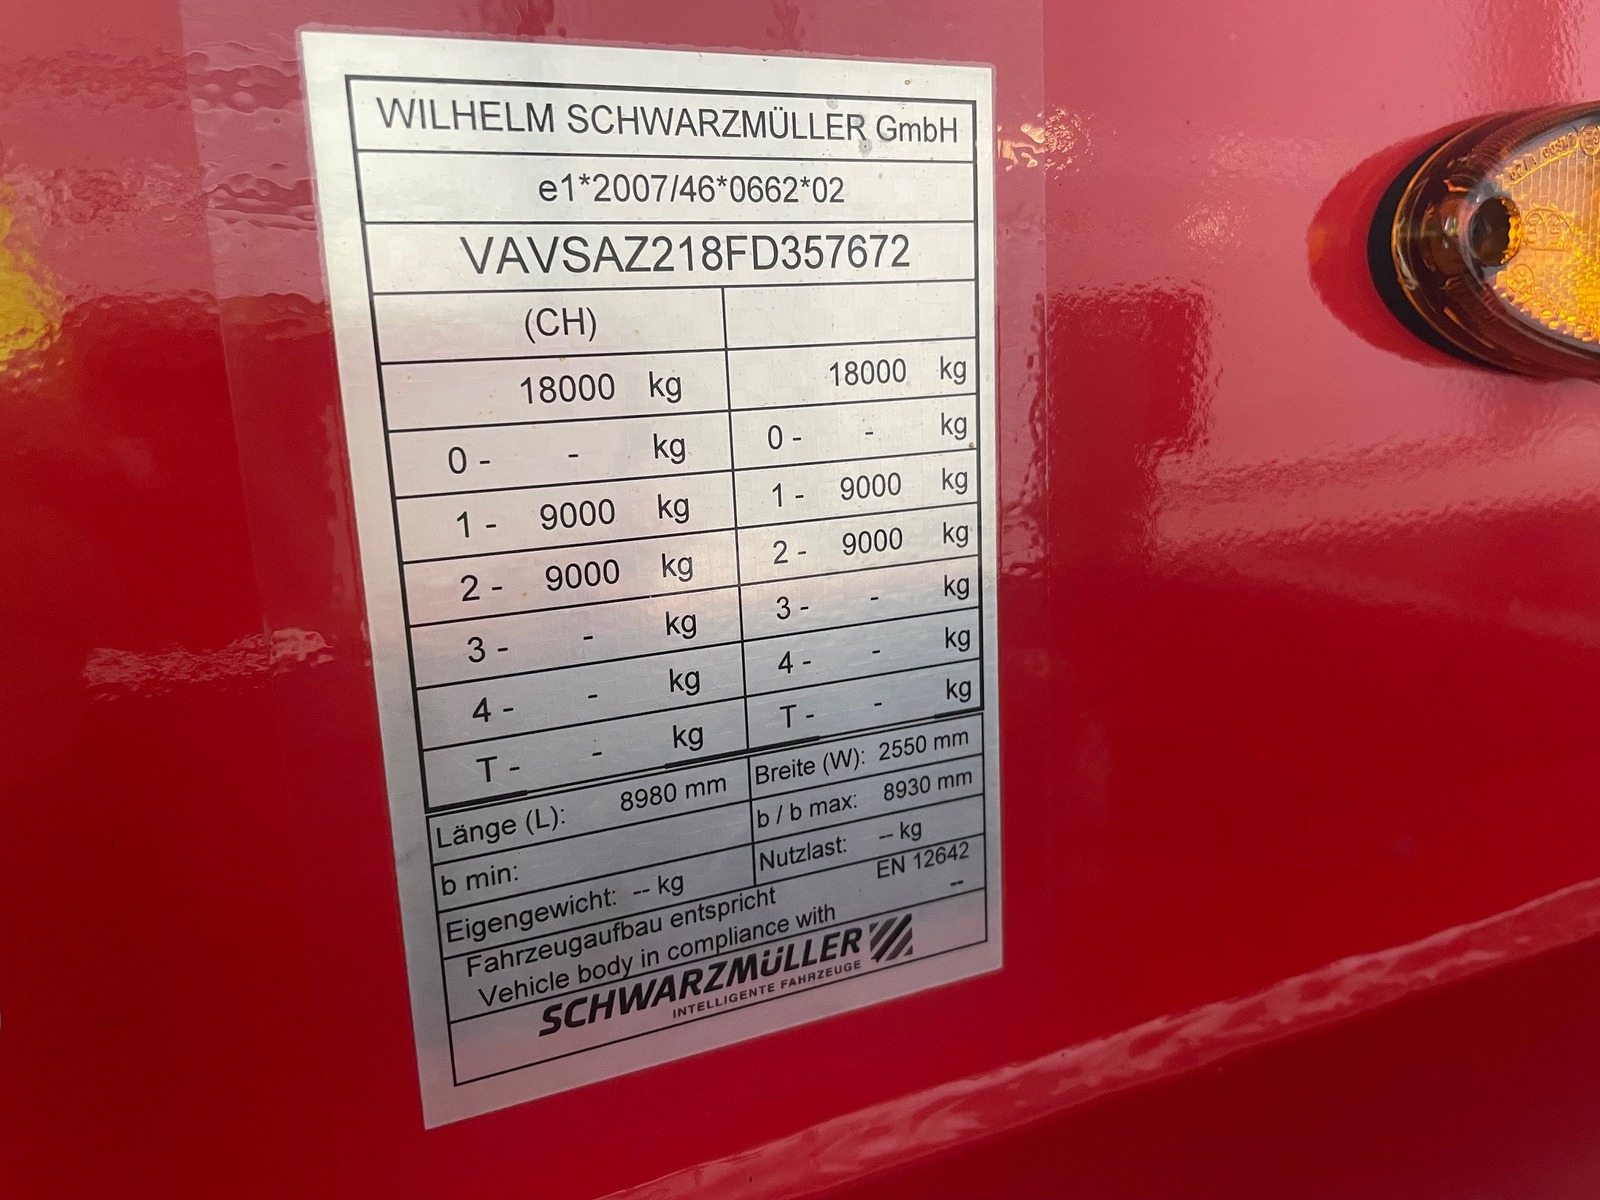 WILHELM SCHWARZMÜLLER GmbH
e1*2007/46*0662*02
VAVSAZ218FD357672
(CH)
18000 kg 18000 kg
0 - - kg 0 - - kg
1 - 9000 kg 1 - 9000 kg
2 - 9000 kg 2 - 9000 kg
3 - - kg 3 - - kg
4 - - kg 4 - - kg
T - - kg T - - kg
Länge (L): 8980 mm Breite (W): 2550 mm
b min: b / b max: 8930 mm
Eigengewicht: -- kg Nutzlast: -- kg
Fahrzeugaufbau entspricht EN 12642
Vehicle body in compliance with --
SCHWARZMÜLLER
INTELLIGENTE FAHRZEUGE